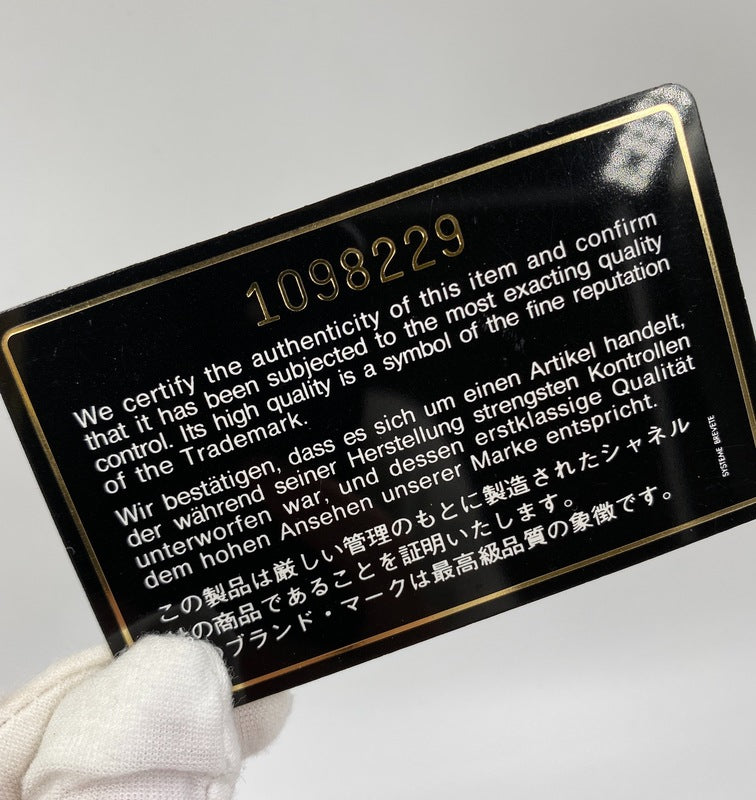 1098229
We certify the authenticity of this item and confirm
that it has been subjected to the most exacting quality
control. Its high quality is a symbol of the fine reputation
of the Trademark.
Wir bestätigen, dass es sich um einen Artikel handelt,
der während seiner Herstellung strengsten Kontrollen
unterworfen war, und dessen erstklassige Qualität
dem hohen Ansehen unserer Marke entspricht.
この製品は厳しい管理のもとに製造されたシャネル
の商品であることを証明いたします。
ブランド・マークは最高級品質の象徴です。
SYSTEME BREVETE